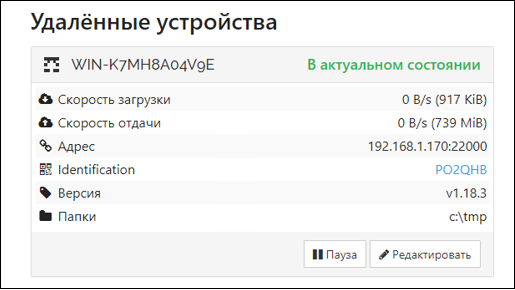 Удалённые устройства
WIN-K7MH8A04V9E В актуальном состоянии
Скорость загрузки 0 B/s (917 KiB)
Скорость отдачи 0 B/s (739 MiB)
Адрес 192.168.1.170:22000
Identification PO2QHB
Версия v1.18.3
Папки c:\tmp
Пауза Редактировать